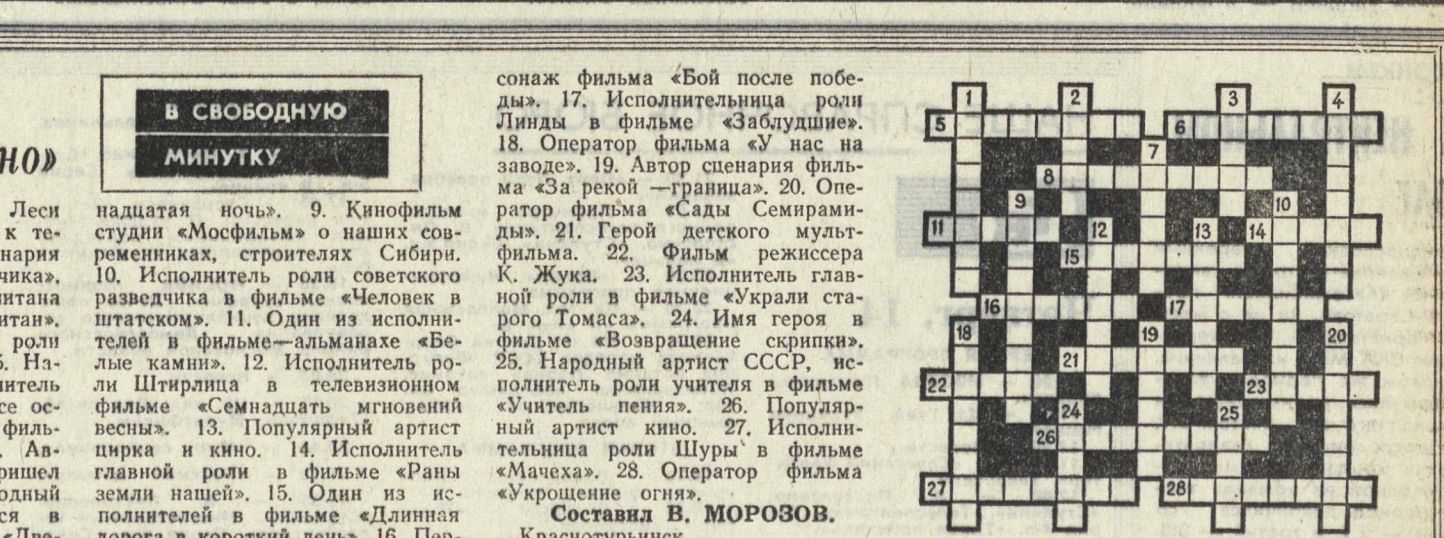 В СВОБОДНУЮ
МИНУТКУ
НО»
Леси
к те-
нария
чика».
питана
итан».
роли
5. На-
нитель
се ос-
филь-
. Ав-
ришел
одный
ся в
«Две-
надцатая ночь». 9. Кинофильм
студии «Мосфильм» о наших сов-
ременниках, строителях Сибири.
10. Исполнитель роли советского
разведчика в фильме «Человек в
штатском». 11. Один из исполни-
телей в фильме—альманахе «Бе-
лые камни». 12. Исполнитель ро-
ли Штирлица в телевизионном
фильме «Семнадцать мгновений
весны». 13. Популярный артист
цирка и кино. 14. Исполнитель
главной роли в фильме «Раны
земли нашей». 15. Один из ис-
полнителей в фильме «Длинная
дорога в короткий день». 16. Пер-
сонаж фильма «Бой после побе-
ды». 17. Исполнительница роли
Линды в фильме «Заблудшие».
18. Оператор фильма «У нас на
заводе». 19. Автор сценария филь-
ма «За рекой —граница». 20. Опе-
ратор фильма «Сады Семирами-
ды». 21. Герой детского мульт-
фильма. 22. Фильм режиссера
К. Жука. 23. Исполнитель глав-
ной роли в фильме «Украли ста-
рого Томаса». 24. Имя героя в
фильме «Возвращение скрипки».
25. Народный артист СССР, ис-
полнитель роли учителя в фильме
«Учитель пения». 26. Популяр-
ный артист кино. 27. Исполни-
тельница роли Шуры в фильме
«Мачеха». 28. Оператор фильма
«Укрощение огня».
Составил В. МОРОЗОВ.
Краснотурьинск.
1 2 3 4
5 6
7
8
9 10
11 12 13 14
15
16 17
18 19 20
21
22 23
24 25
26
27 28